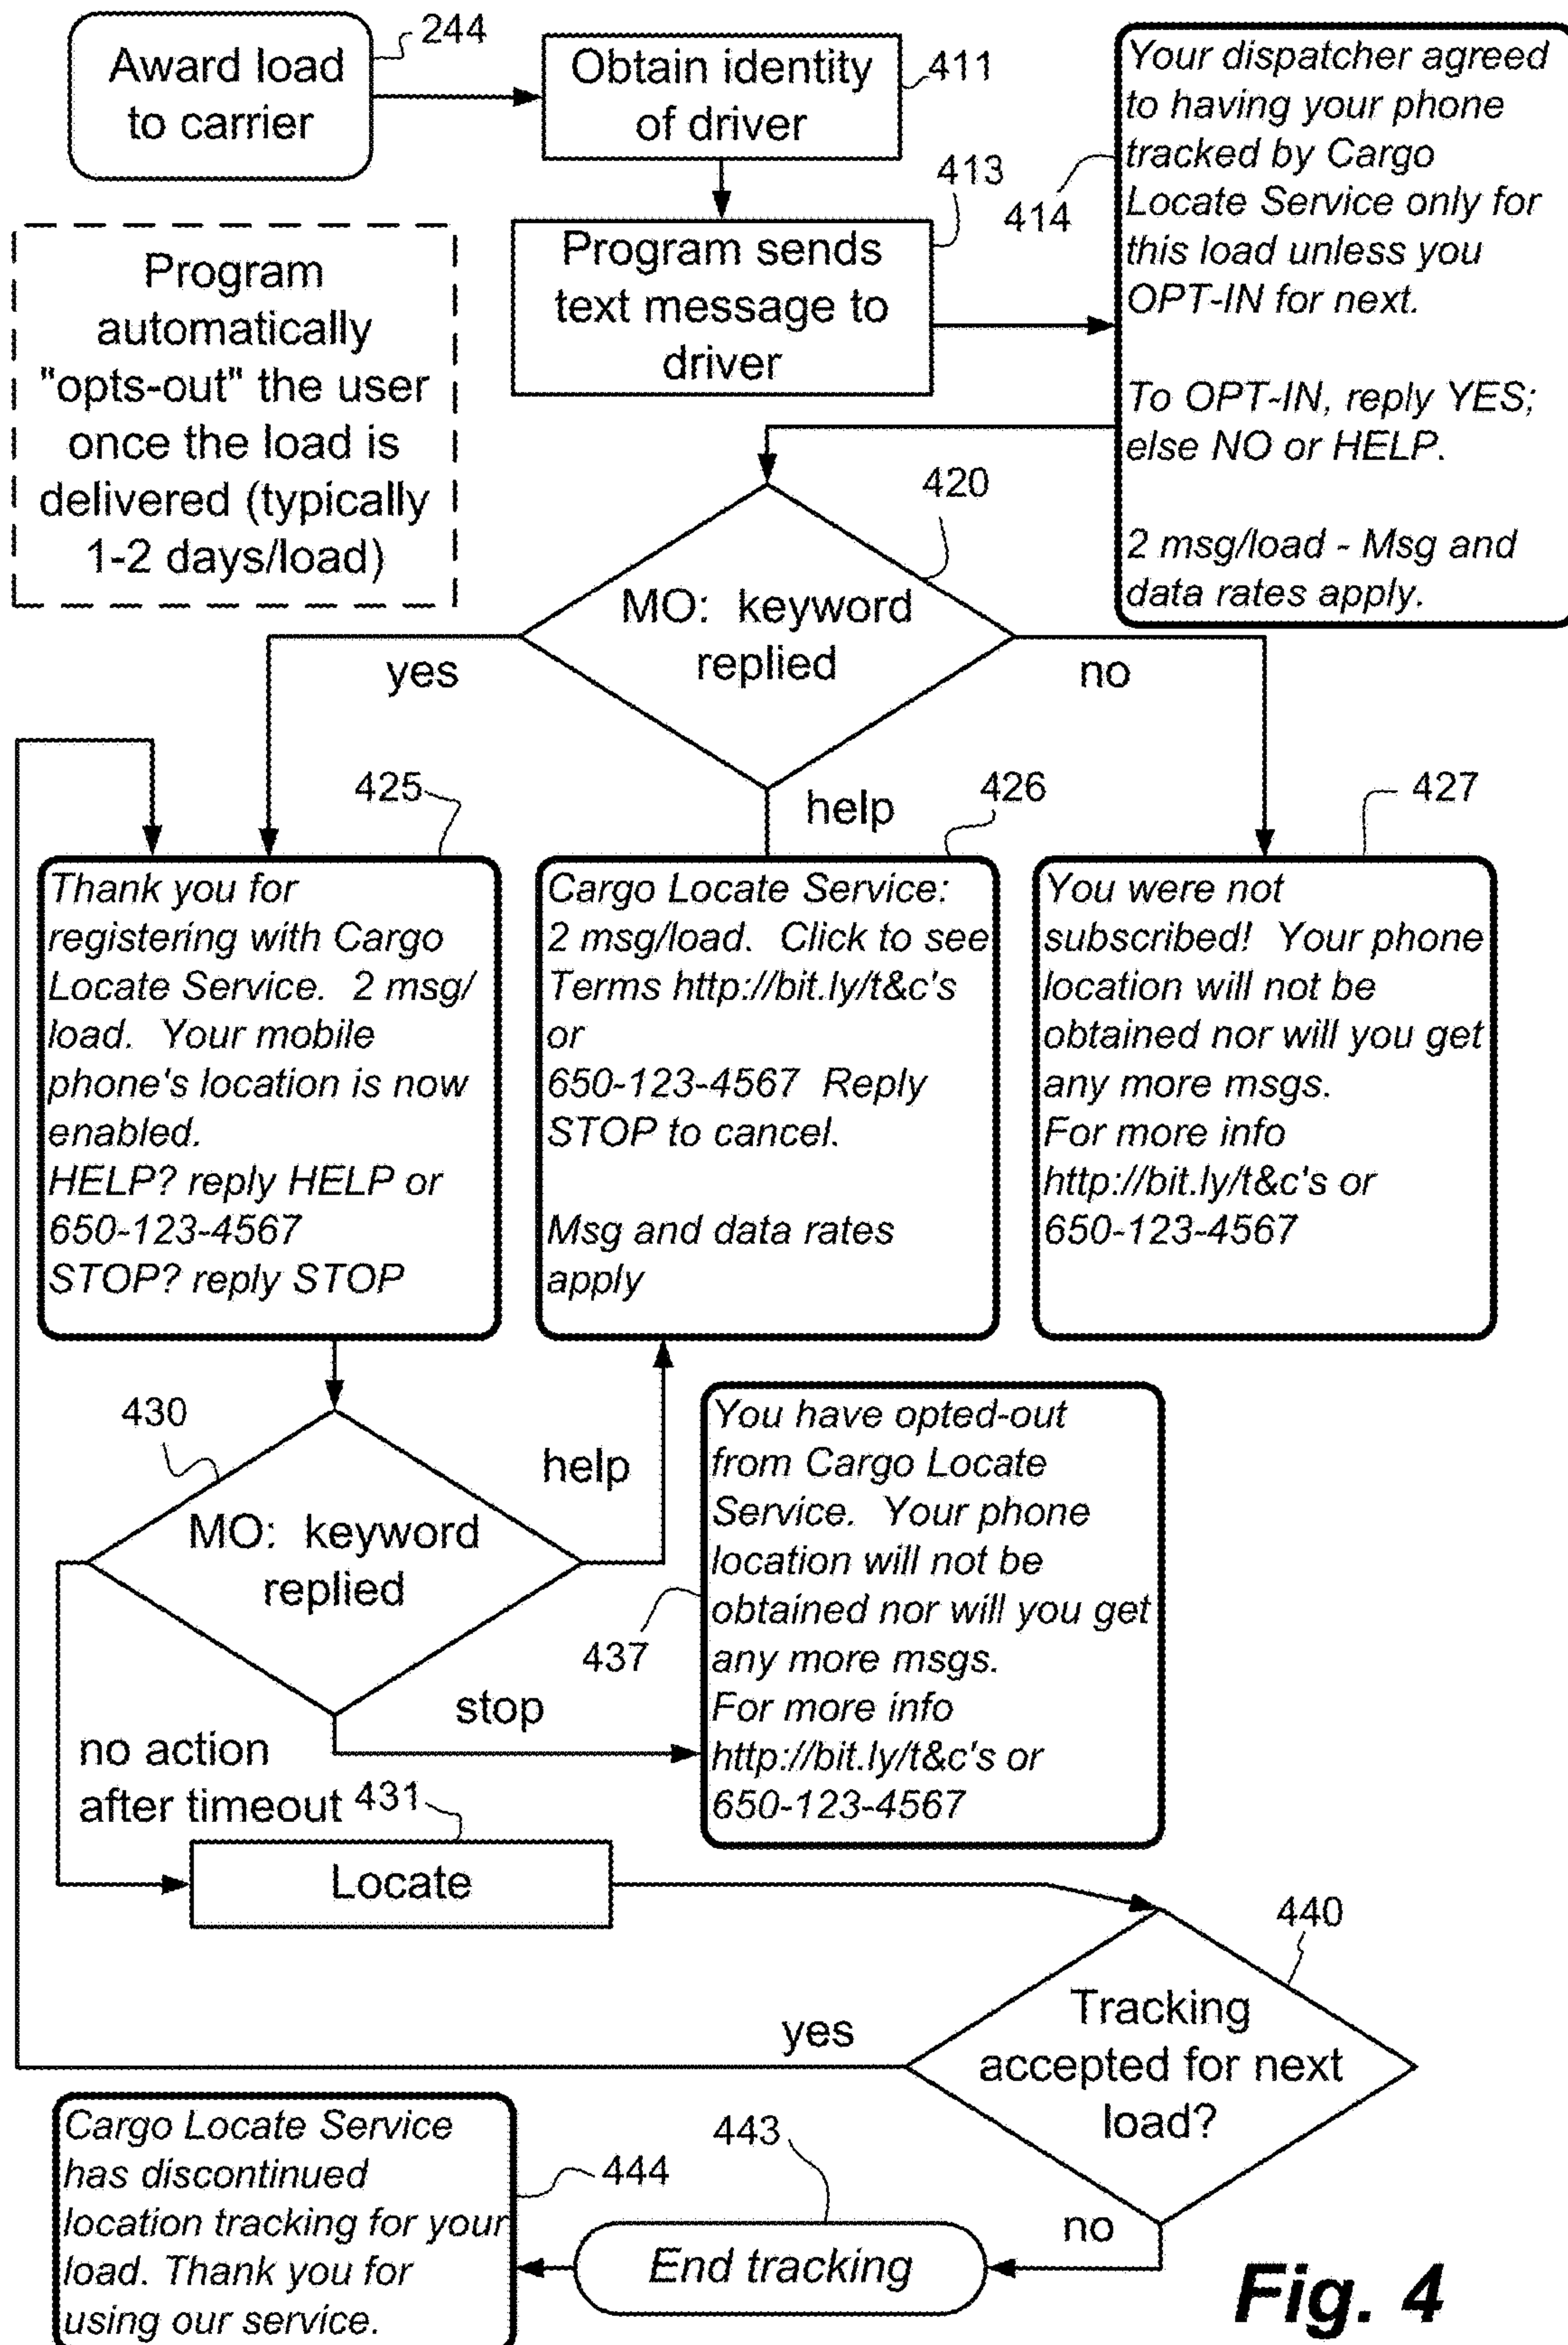 Award load
to carrier
244
Obtain identity
of driver
411
Your dispatcher agreed
to having your phone
tracked by Cargo
Locate Service only for
this load unless you
OPT-IN for next.
To OPT-IN, reply YES;
else NO or HELP.
2 msg/load - Msg and
data rates apply.
414
413
Program sends
text message to
driver
Program
automatically
"opts-out" the user
once the load is
delivered (typically
1-2 days/load)
420
MO: keyword
replied
yes
no
help
425
Thank you for
registering with Cargo
Locate Service. 2 msg/
load. Your mobile
phone's location is now
enabled.
HELP? reply HELP or
650-123-4567
STOP? reply STOP
426
Cargo Locate Service:
2 msg/load. Click to see
Terms http://bit.ly/t&c's
or
650-123-4567 Reply
STOP to cancel.
Msg and data rates
apply
427
You were not
subscribed! Your phone
location will not be
obtained nor will you get
any more msgs.
For more info
http://bit.ly/t&c's or
650-123-4567
430
MO: keyword
replied
help
stop
no action
after timeout
437
You have opted-out
from Cargo Locate
Service. Your phone
location will not be
obtained nor will you get
any more msgs.
For more info
http://bit.ly/t&c's or
650-123-4567
431
Locate
440
Tracking
accepted for next
load?
yes
no
443
End tracking
444
Cargo Locate Service
has discontinued
location tracking for your
load. Thank you for
using our service.
Fig. 4